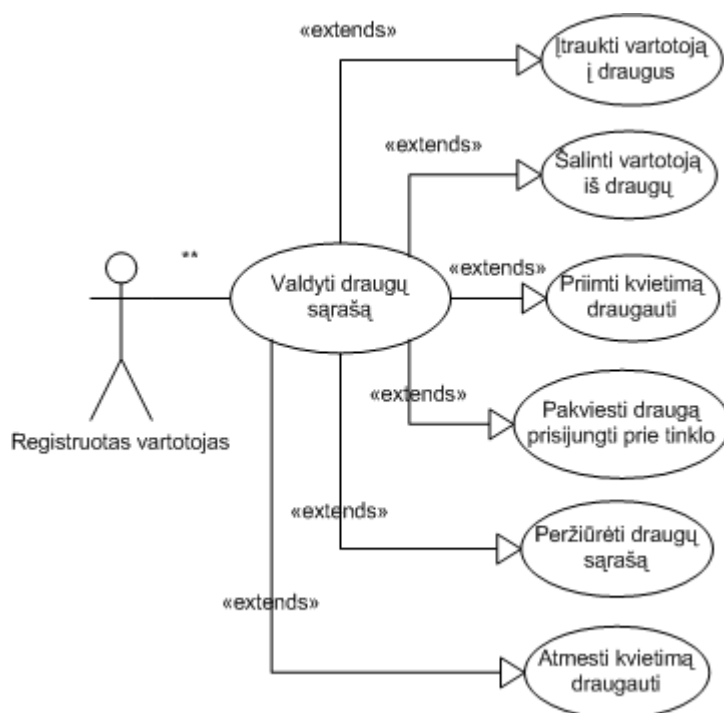 «extends»
Įtraukti vartotoją
į draugus
«extends»
Šalinti vartotoją
iš draugų
**
Valdyti draugų
sąrašą
«extends»
Priimti kvietimą
draugauti
«extends»
Pakviesti draugą
prisijungti prie tinklo
Registruotas vartotojas
«extends»
Peržiūrėti draugų
sąrašą
«extends»
Atmesti kvietimą
draugauti